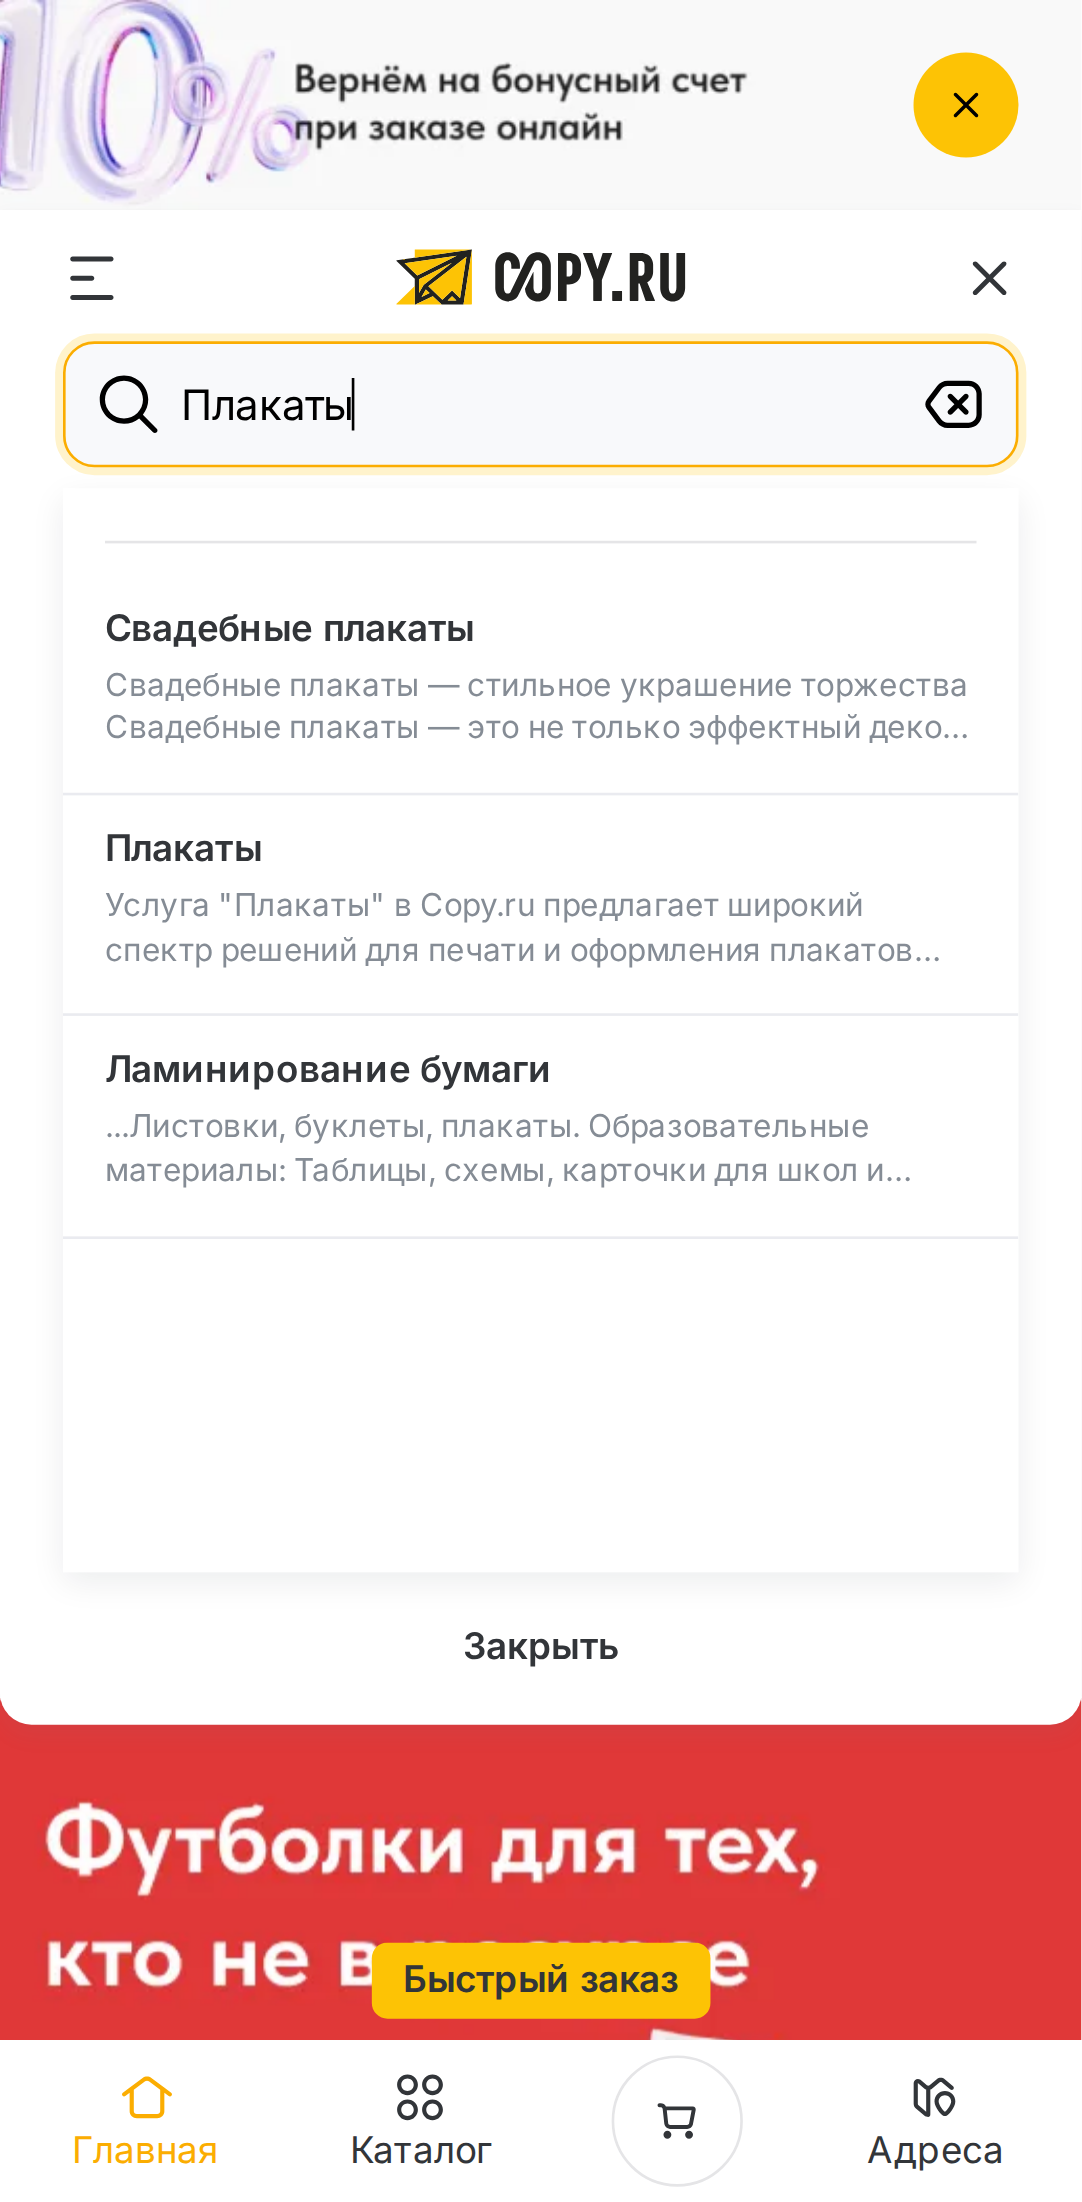 10%
Вернём на бонусный счет
при заказе онлайн
COPY.RU
Плакаты
Свадебные плакаты
Свадебные плакаты — стильное украшение торжества
Свадебные плакаты — это не только эффектный деко...
Плакаты
Услуга "Плакаты" в Copy.ru предлагает широкий
спектр решений для печати и оформления плакатов...
Ламинирование бумаги
...Листовки, буклеты, плакаты. Образовательные
материалы: Таблицы, схемы, карточки для школ и...
Закрыть
Футболки для тех,
кто не в
Быстрый заказ
Главная
Каталог
Адреса